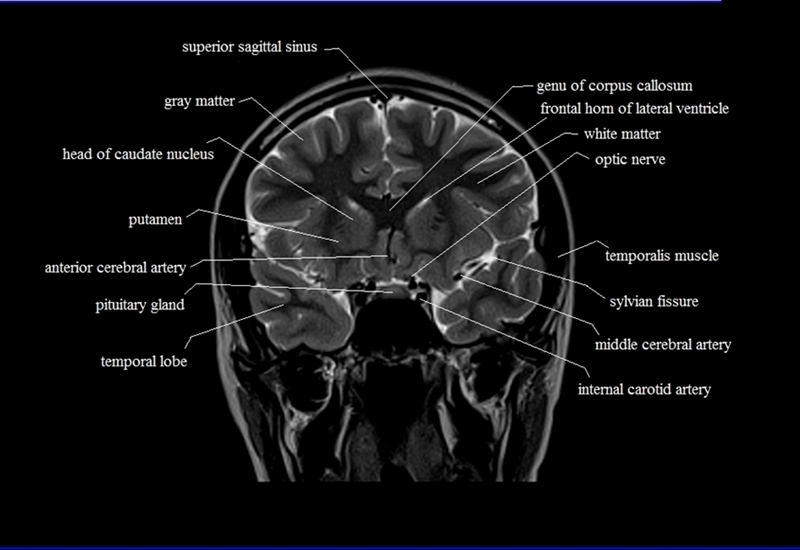 superior sagittal sinus
gray matter
head of caudate nucleus
putamen
anterior cerebral artery
pituitary gland
temporal lobe
genu of corpus callosum
frontal horn of lateral ventricle
white matter
optic nerve
temporalis muscle
sylvian fissure
middle cerebral artery
internal carotid artery